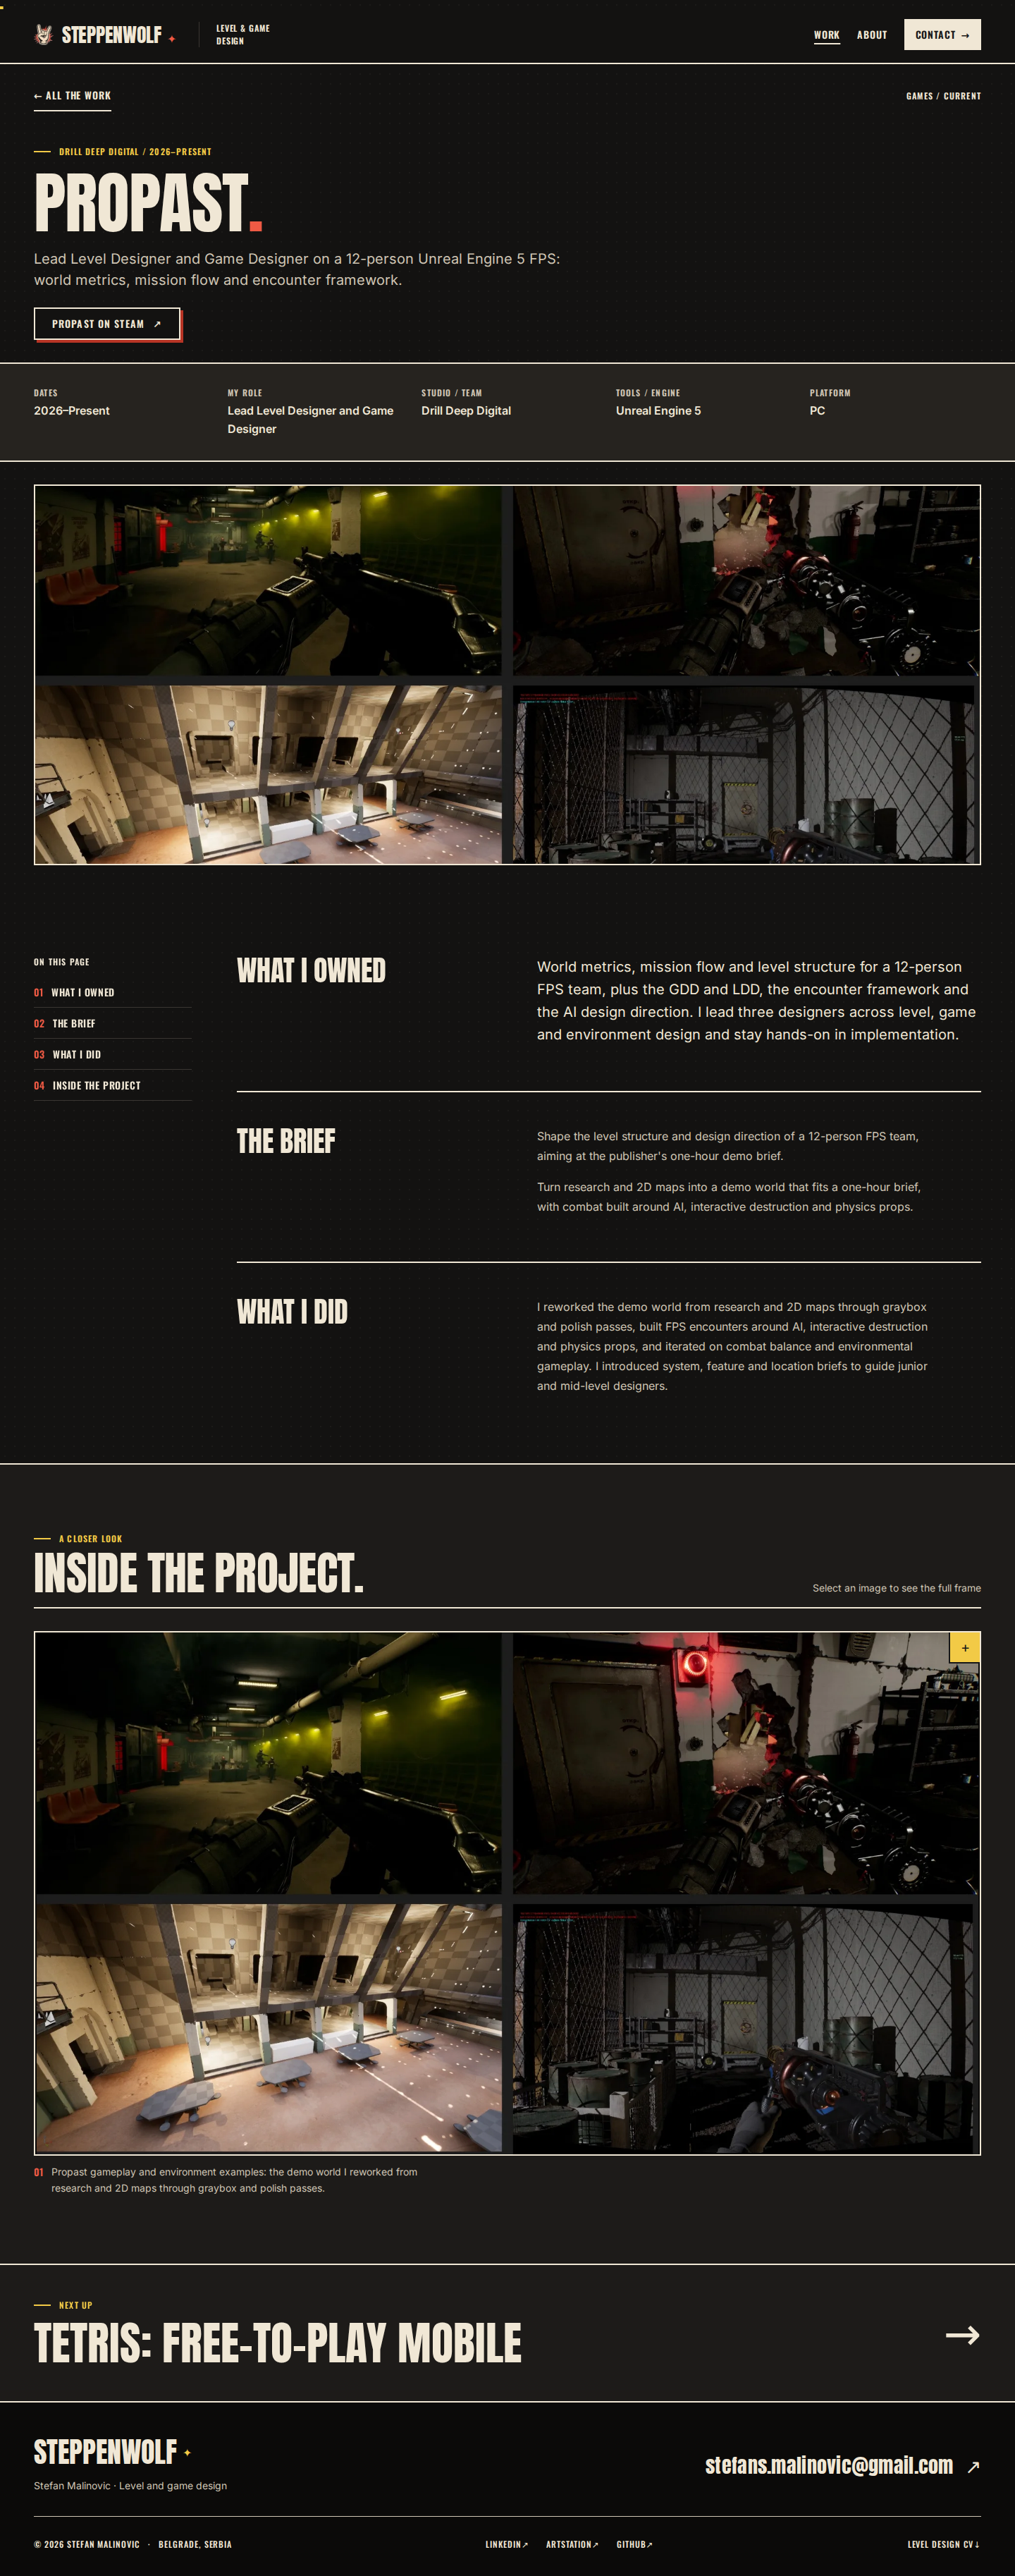 STEPPENWOLF ✦
LEVEL & GAME
DESIGN
WORK
ABOUT
CONTACT →
← ALL THE WORK
GAMES / CURRENT
DRILL DEEP DIGITAL / 2026–PRESENT
PROPAST.
Lead Level Designer and Game Designer on a 12-person Unreal Engine 5 FPS:
world metrics, mission flow and encounter framework.
PROPAST ON STEAM ↗
DATES
2026–Present
MY ROLE
Lead Level Designer and Game
Designer
STUDIO / TEAM
Drill Deep Digital
TOOLS / ENGINE
Unreal Engine 5
PLATFORM
PC
ON THIS PAGE
01 WHAT I OWNED
02 THE BRIEF
03 WHAT I DID
04 INSIDE THE PROJECT
WHAT I OWNED
World metrics, mission flow and level structure for a 12-person
FPS team, plus the GDD and LDD, the encounter framework and
the AI design direction. I lead three designers across level, game
and environment design and stay hands-on in implementation.
THE BRIEF
Shape the level structure and design direction of a 12-person FPS team,
aiming at the publisher's one-hour demo brief.
Turn research and 2D maps into a demo world that fits a one-hour brief,
with combat built around AI, interactive destruction and physics props.
WHAT I DID
I reworked the demo world from research and 2D maps through graybox
and polish passes, built FPS encounters around AI, interactive destruction
and physics props, and iterated on combat balance and environmental
gameplay. I introduced system, feature and location briefs to guide junior
and mid-level designers.
A CLOSER LOOK
INSIDE THE PROJECT.
Select an image to see the full frame
+
01 Propast gameplay and environment examples: the demo world I reworked from
research and 2D maps through graybox and polish passes.
NEXT UP
TETRIS: FREE-TO-PLAY MOBILE
→
STEPPENWOLF ✦
Stefan Malinovic · Level and game design
stefans.malinovic@gmail.com ↗
© 2026 STEFAN MALINOVIC · BELGRADE, SERBIA
LINKEDIN↗
ARTSTATION↗
GITHUB↗
LEVEL DESIGN CV↓